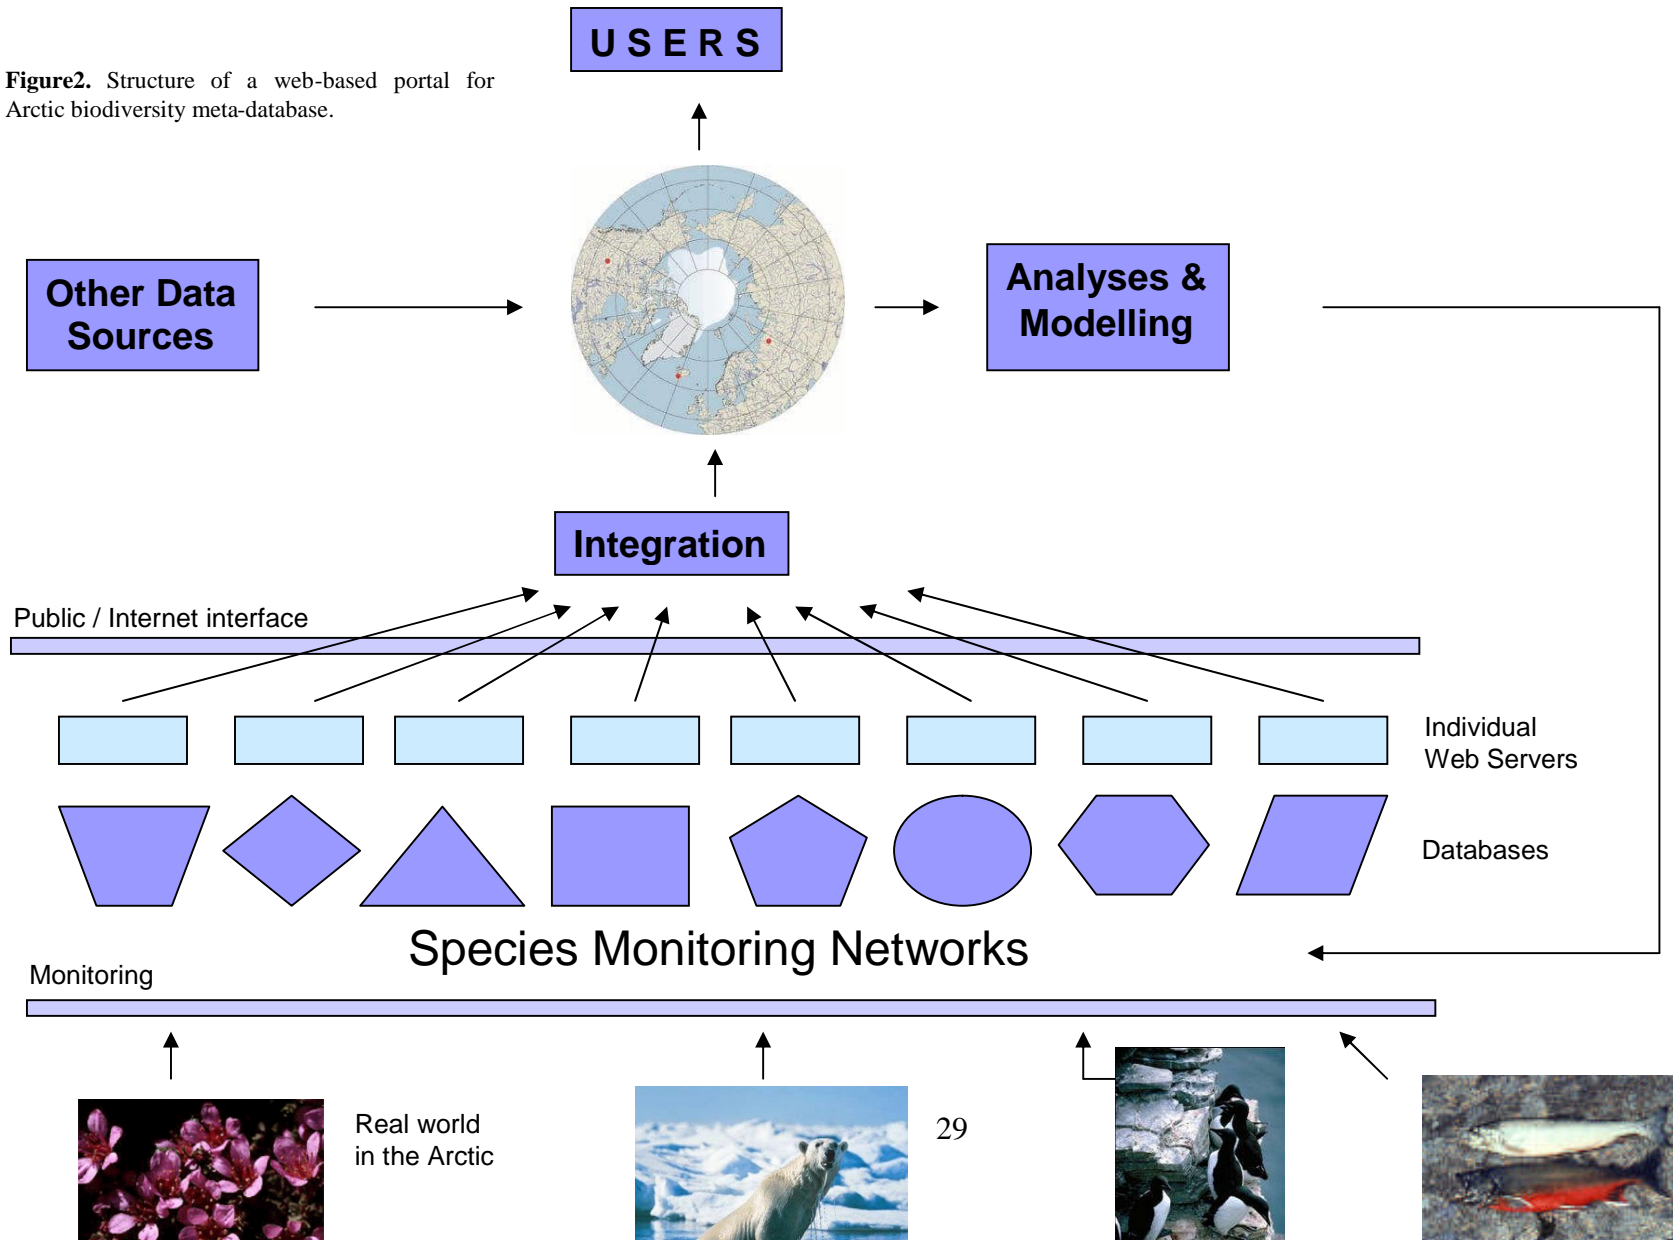 U S E R S
Figure2. Structure of a web-based portal for
Arctic biodiversity meta-database.
Other Data
Sources
Analyses &
Modelling
Integration
Public / Internet interface
Individual
Web Servers
Databases
Species Monitoring Networks
Monitoring
Real world
in the Arctic
29